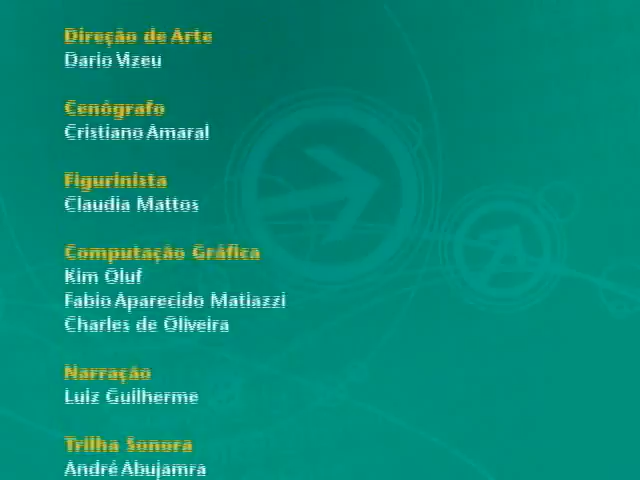 Direção de Arte
Dario Vizeu
Cenógrafo
Cristiano Amaral
Figurinista
Claudia Mattos
Computação Gráfica
Kim Oluf
Fabio Aparecido Matiazzi
Charles de Oliveira
Narração
Luiz Guilherme
Trilha Sonora
André Abujamra